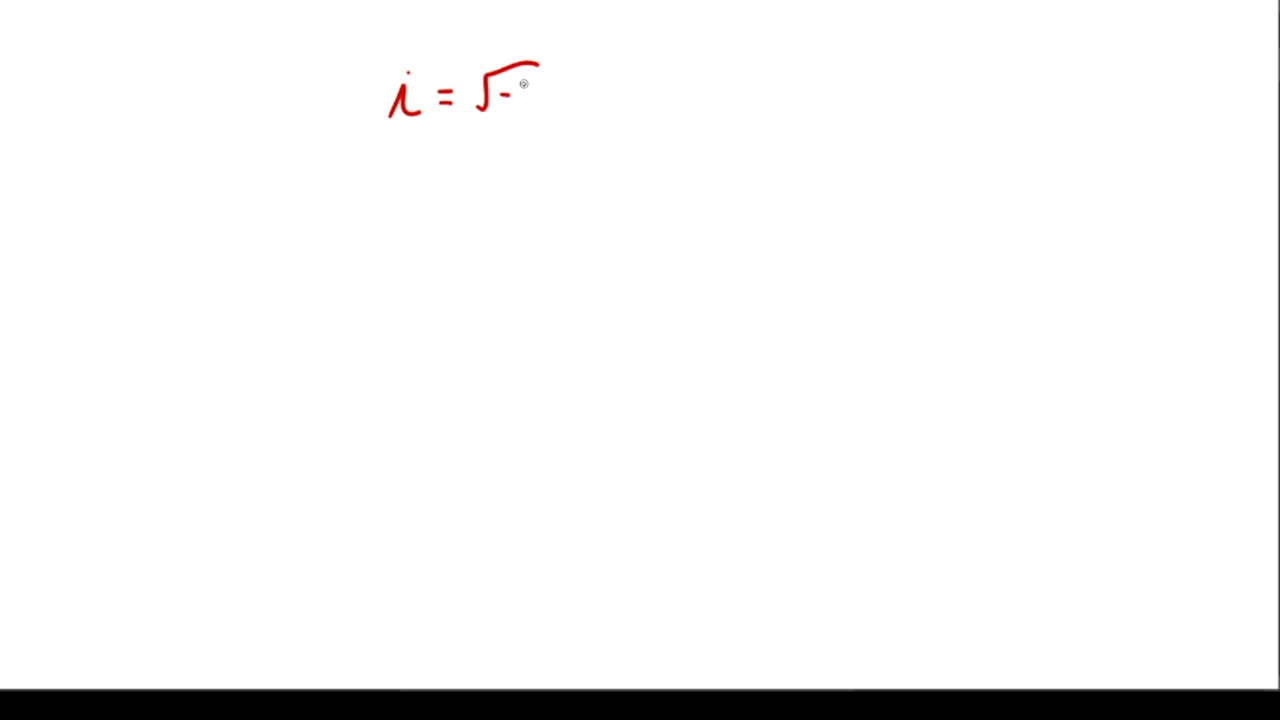 i = √-